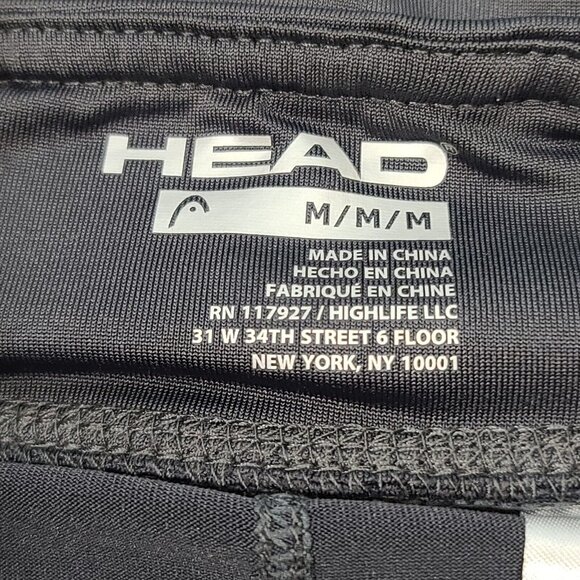 HEAD®
M/M/M
MADE IN CHINA
HECHO EN CHINA
FABRIQUÉ EN CHINE
RN 117927 / HIGHLIFE LLC
31 W 34TH STREET 6 FLOOR
NEW YORK, NY 10001